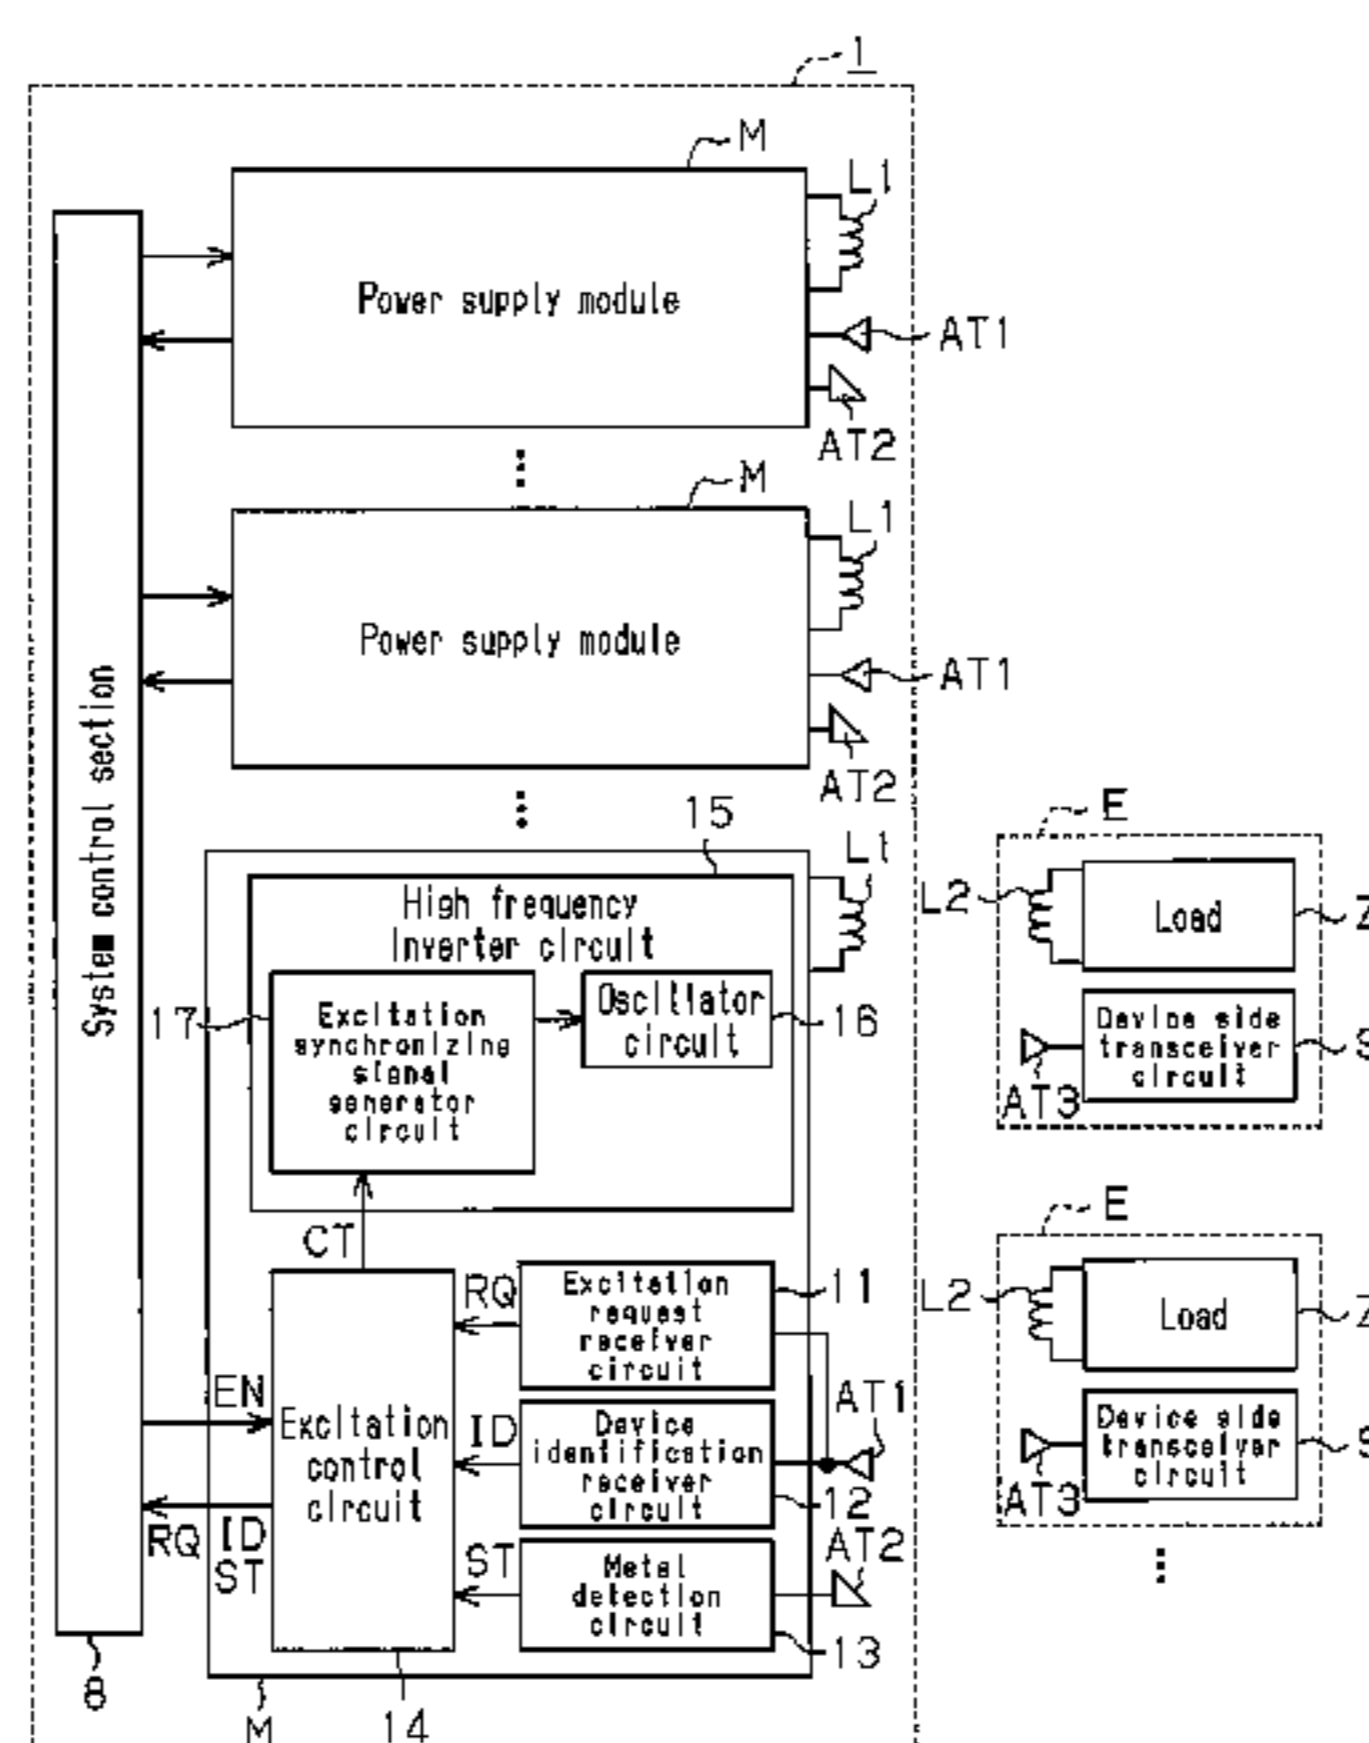 1
M
L1
Power supply module
AT1
AT2
M
L1
Power supply module
AT1
AT2
System control section
15
L1
High frequency
Inverter circuit
17
Excitation
synchronizing
signal
generator
circuit
Oscillator
circuit
16
CT
RQ
Excitation
request
receiver
circuit
11
EN
Excitation
control
circuit
ID
Device
identification
receiver
circuit
AT1
12
RQ
ID
ST
ST
Metal
detection
circuit
AT2
13
8
M
14
E
L2
Load
Z
Device side
transceiver
circuit
S
AT3
E
L2
Load
Z
Device side
transceiver
circuit
S
AT3